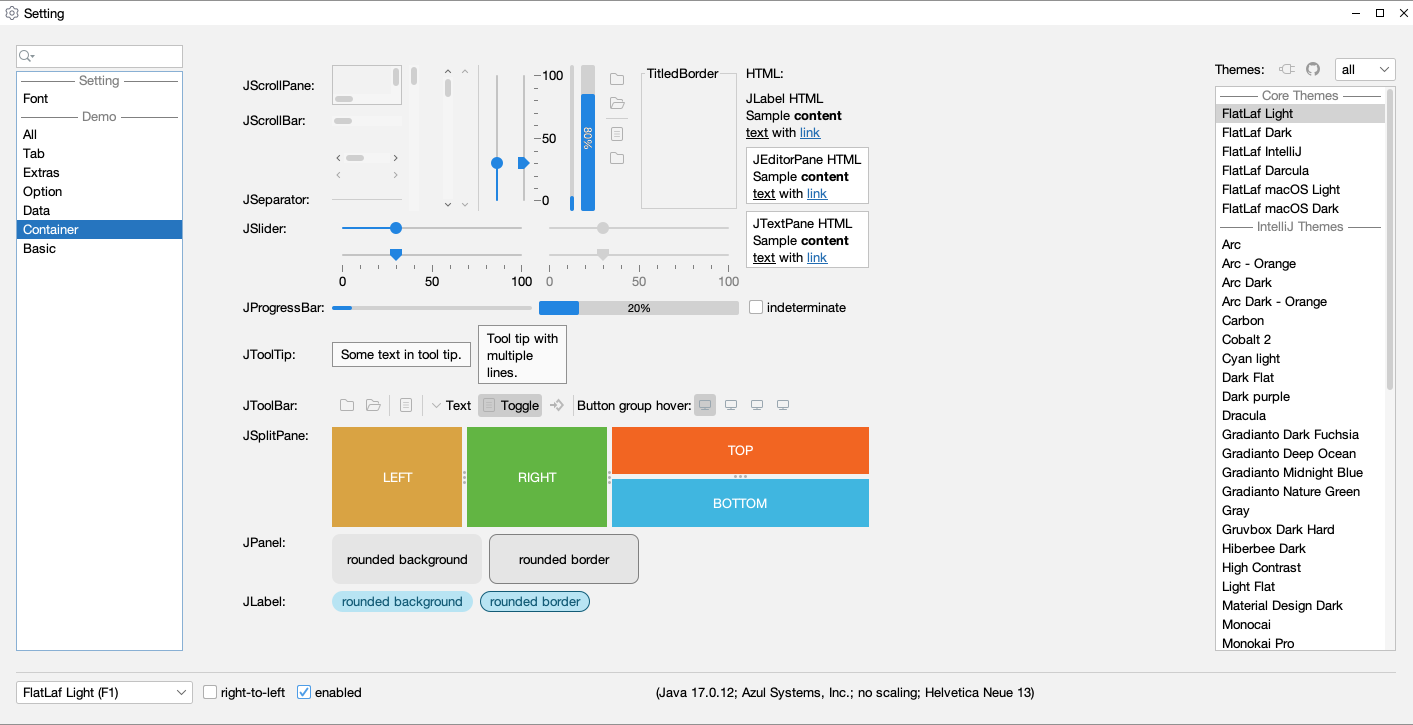 Setting
Setting
Font
Demo
All
Tab
Extras
Option
Data
Container
Basic
JScrollPane:
JScrollBar:
JSeparator:
100
50
0
80%
TitledBorder
HTML:
JLabel HTML
Sample content
text with link
JEditorPane HTML
Sample content
text with link
JTextPane HTML
Sample content
text with link
JSlider:
0 50 100
0 50 100
JProgressBar:
20%
indeterminate
JToolTip:
Some text in tool tip.
Tool tip with
multiple
lines.
JToolBar:
Text
Toggle
Button group hover:
JSplitPane:
LEFT
RIGHT
TOP
BOTTOM
JPanel:
rounded background
rounded border
JLabel:
rounded background
rounded border
Themes:
all
Core Themes
FlatLaf Light
FlatLaf Dark
FlatLaf IntelliJ
FlatLaf Darcula
FlatLaf macOS Light
FlatLaf macOS Dark
IntelliJ Themes
Arc
Arc - Orange
Arc Dark
Arc Dark - Orange
Carbon
Cobalt 2
Cyan light
Dark Flat
Dark purple
Dracula
Gradianto Dark Fuchsia
Gradianto Deep Ocean
Gradianto Midnight Blue
Gradianto Nature Green
Gray
Gruvbox Dark Hard
Hiberbee Dark
High Contrast
Light Flat
Material Design Dark
Monocai
Monokai Pro
FlatLaf Light (F1)
right-to-left
enabled
(Java 17.0.12; Azul Systems, Inc.; no scaling; Helvetica Neue 13)